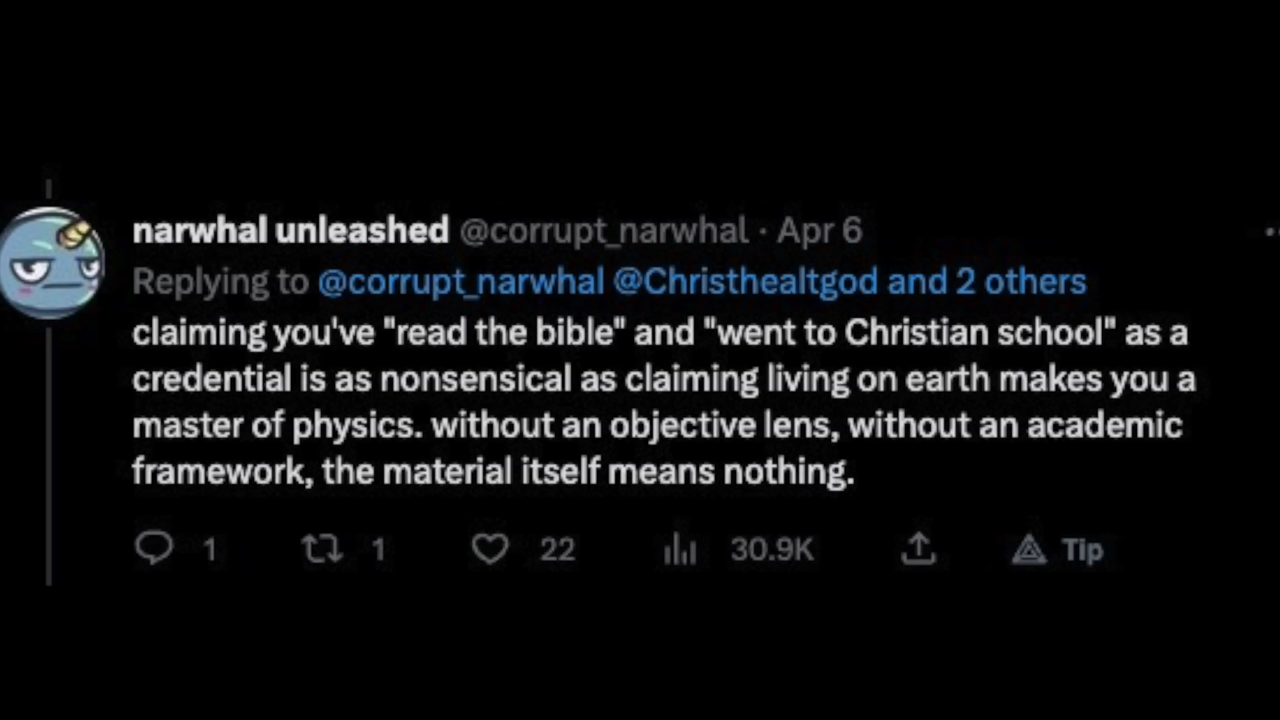 narwhal unleashed @corrupt_narwhal · Apr 6
Replying to @corrupt_narwhal @Christhealtgod and 2 others
claiming you've "read the bible" and "went to Christian school" as a
credential is as nonsensical as claiming living on earth makes you a
master of physics. without an objective lens, without an academic
framework, the material itself means nothing.
1 1 22 30.9K Tip